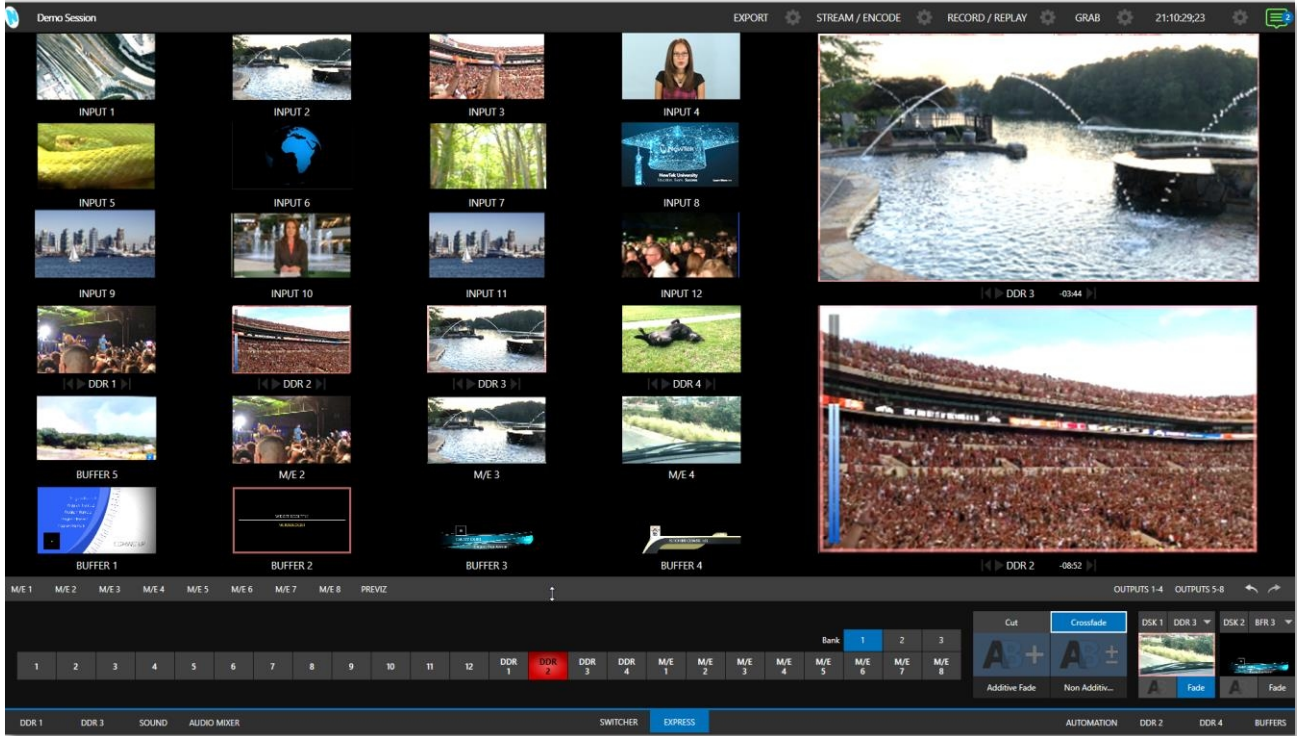 Demo Session EXPORT STREAM / ENCODE RECORD / REPLAY GRAB 21:10:29;23 2
INPUT 1 INPUT 2 INPUT 3 INPUT 4
NewTek
NewTek University
INPUT 5 INPUT 6 INPUT 7 INPUT 8
INPUT 9 INPUT 10 INPUT 11 INPUT 12
DDR 3 -03:44
DDR 1 DDR 2 DDR 3 DDR 4
BUFFER 5 M/E 2 M/E 3 M/E 4
BUFFER 1 BUFFER 2 BUFFER 3 BUFFER 4
DDR 2 -08:52
M/E 1 M/E 2 M/E 3 M/E 4 M/E 5 M/E 6 M/E 7 M/E 8 PREVIZ OUTPUTS 1-4 OUTPUTS 5-8
Cut Crossfade DSK 1 DDR 3 DSK 2 BFR 3
Bank 1 2 3
1 2 3 4 5 6 7 8 9 10 11 12 DDR 1 DDR 2 DDR 3 DDR 4 M/E 1 M/E 2 M/E 3 M/E 4 M/E 5 M/E 6 M/E 7 M/E 8
Additive Fade Non Additiv... Fade Fade
DDR 1 DDR 3 SOUND AUDIO MIXER SWITCHER EXPRESS AUTOMATION DDR 2 DDR 4 BUFFERS